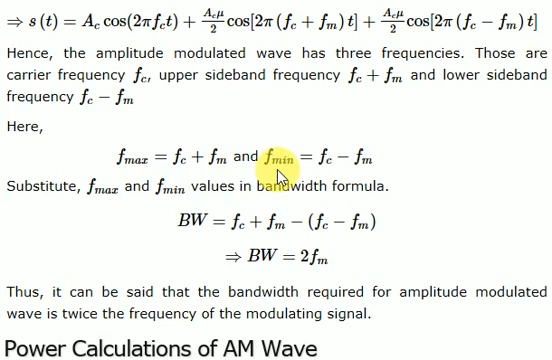 ⇒ s (t) = A_c cos(2πf_c t) + A_cμ/2 cos[2π (f_c + f_m) t] + A_cμ/2 cos[2π (f_c − f_m) t]
Hence, the amplitude modulated wave has three frequencies. Those are
carrier frequency f_c, upper sideband frequency f_c + f_m and lower sideband
frequency f_c − f_m
Here,
f_max = f_c + f_m and f_min = f_c − f_m
Substitute, f_max and f_min values in bandwidth formula.
BW = f_c + f_m − (f_c − f_m)
⇒ BW = 2f_m
Thus, it can be said that the bandwidth required for amplitude modulated
wave is twice the frequency of the modulating signal.
Power Calculations of AM Wave